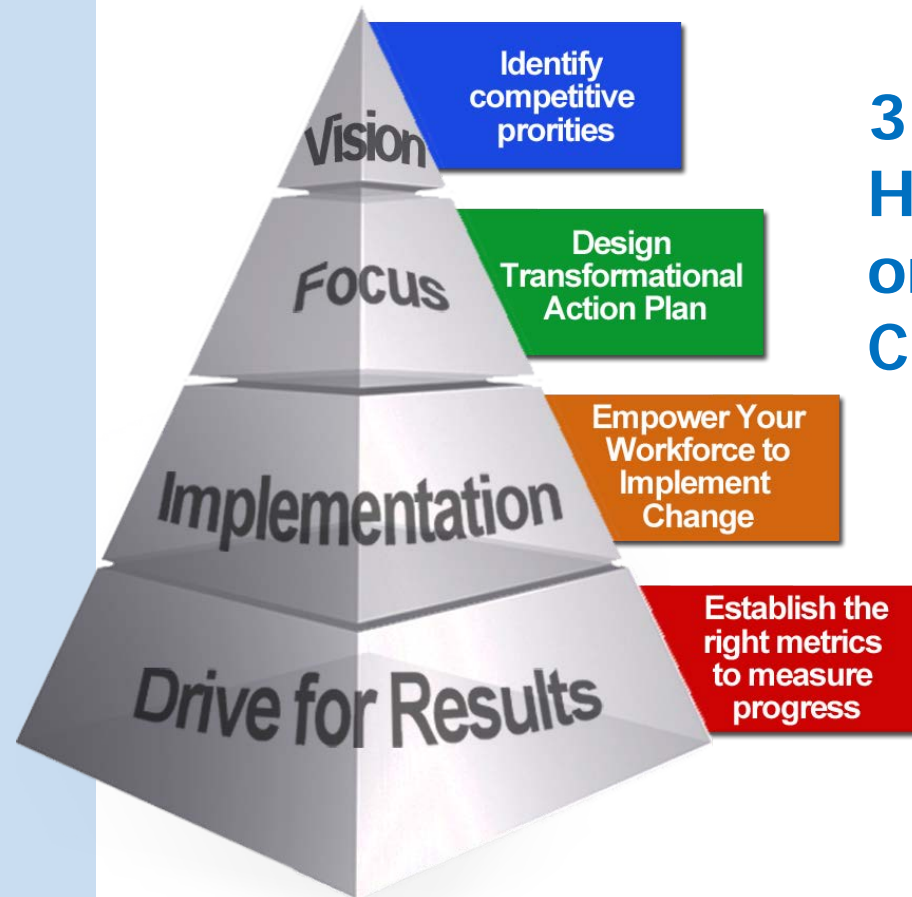 Vision
Identify
competitive
prorities
3
H
Focus
Design
Transformational
Action Plan
C
Implementation
Empower Your
Workforce to
Implement
Change
Drive for Results
Establish the
right metrics
to measure
progress